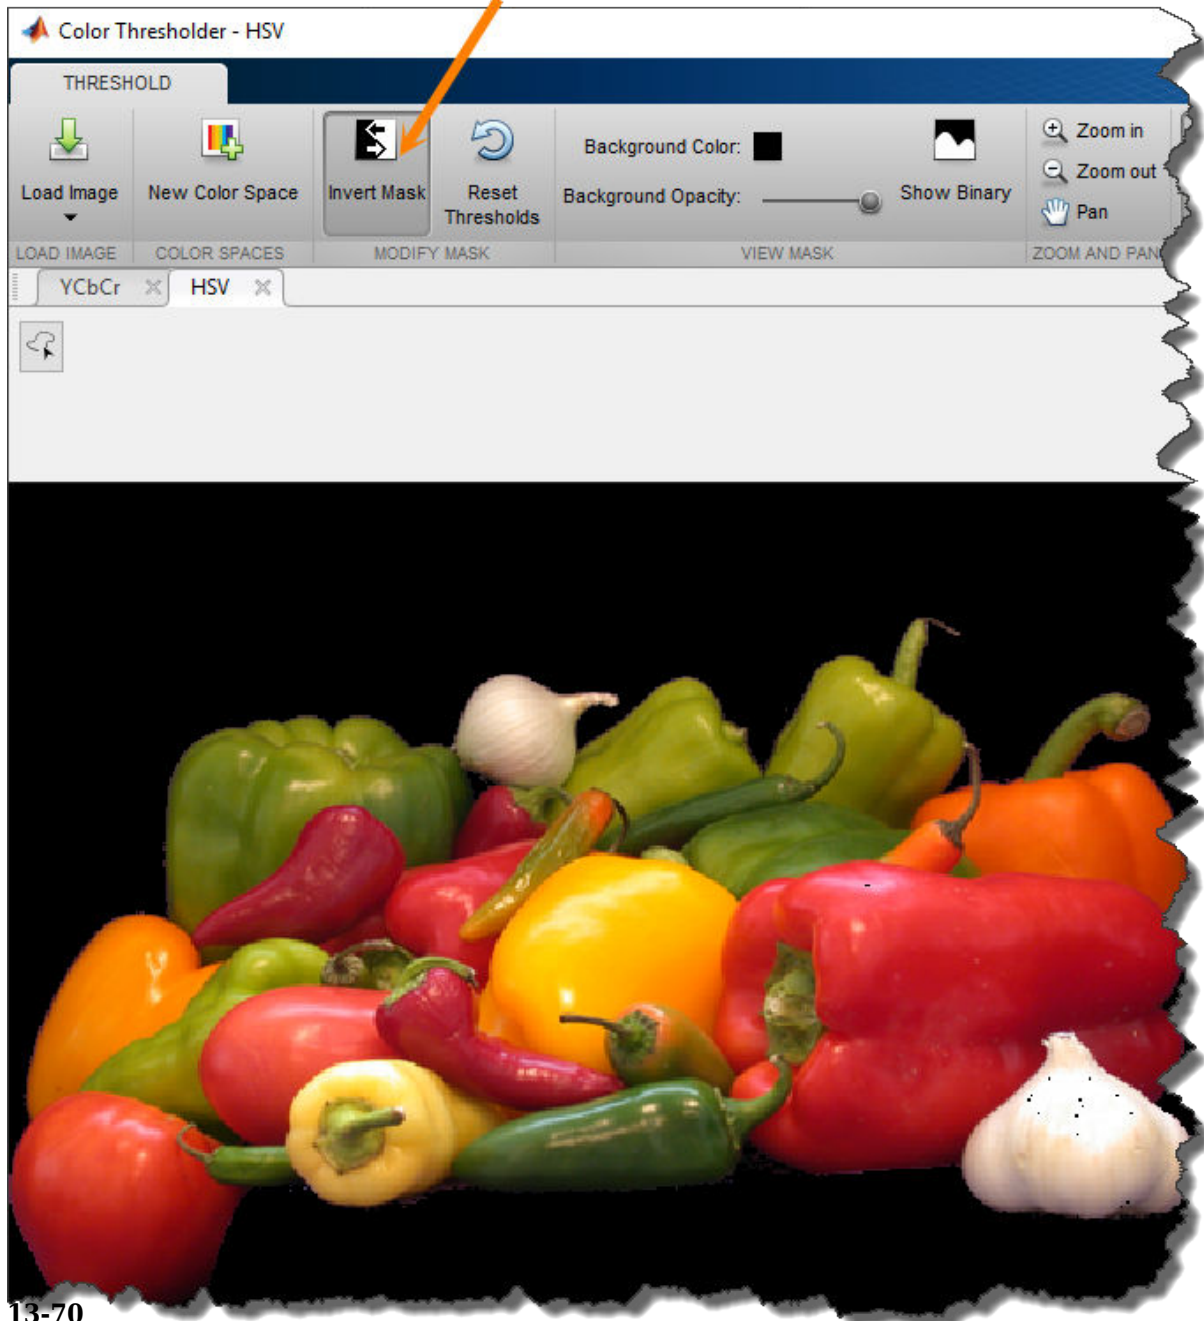 Color Thresholder - HSV
THRESHOLD
Load Image
New Color Space
Invert Mask
Reset
Thresholds
Background Color:
Background Opacity:
Show Binary
Zoom in
Zoom out
Pan
LOAD IMAGE
COLOR SPACES
MODIFY MASK
VIEW MASK
ZOOM AND PAN
YCbCr
HSV
13-70